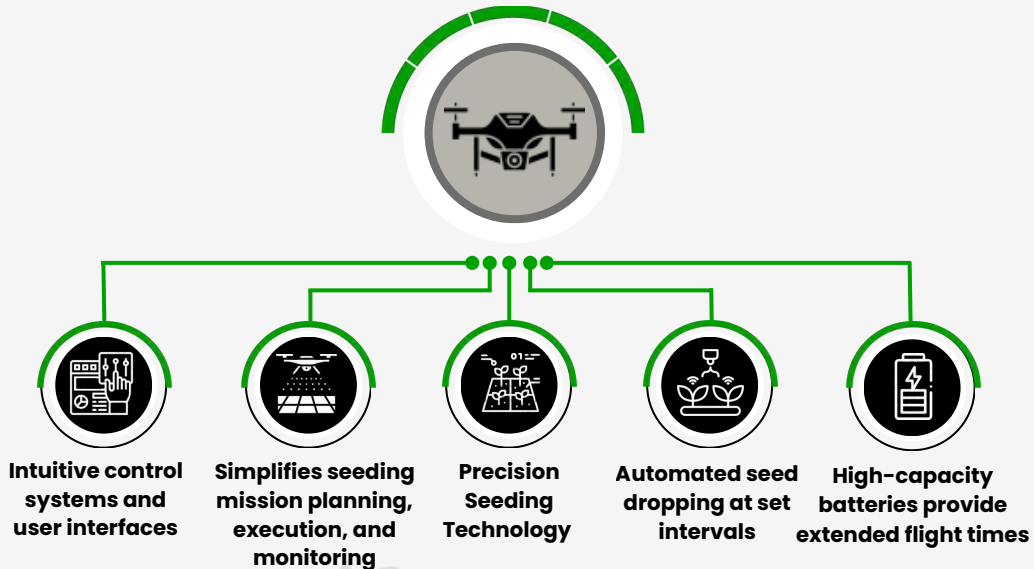 Intuitive control
systems and
user interfaces
Simplifies seeding
mission planning,
execution, and
monitoring
Precision
Seeding
Technology
Automated seed
dropping at set
intervals
High-capacity
batteries provide
extended flight times